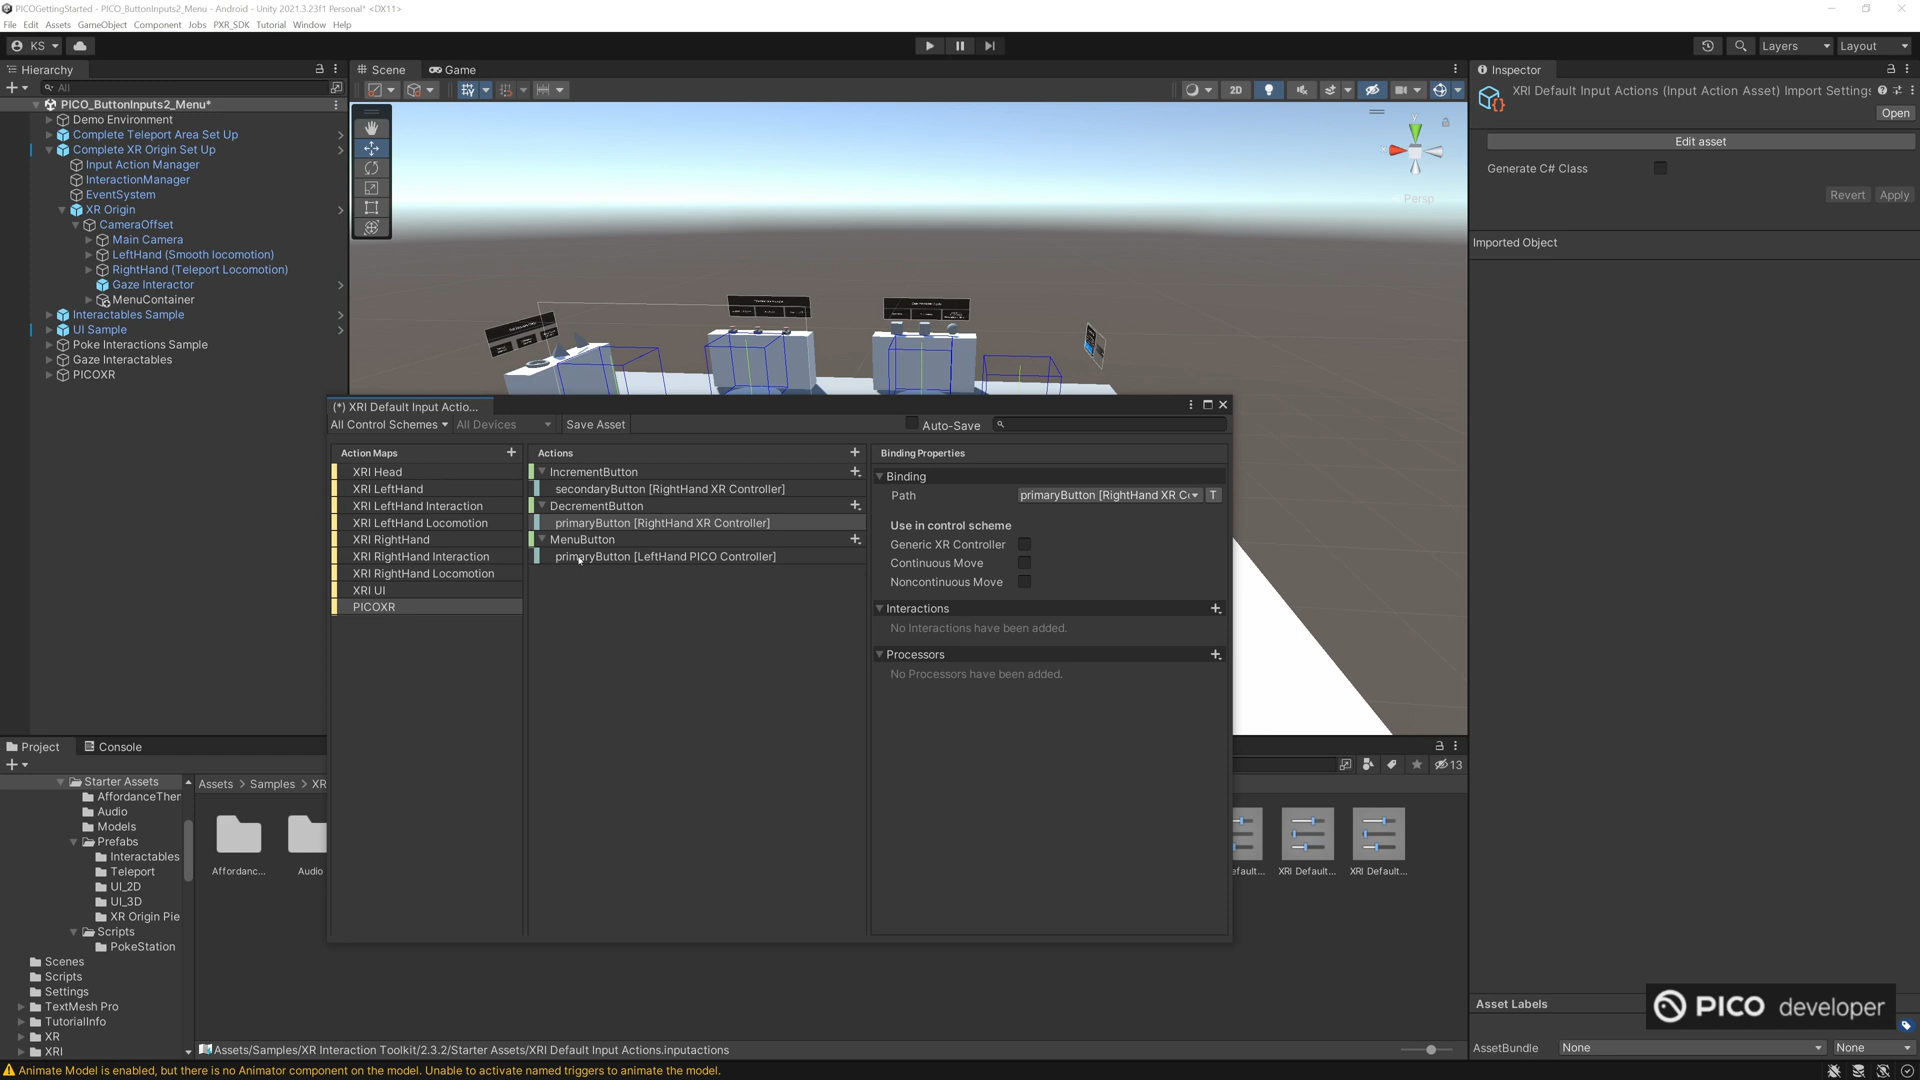 PICOGettingStarted - PICO_ButtonInputs2_Menu - Android - Unity 2021.3.23f1 Personal* <DX11>
File Edit Assets GameObject Component Jobs PXR_SDK Tutorial Window Help
KS
Layers
Layout
Hierarchy
Scene
Game
Inspector
All
2D
XRI Default Input Actions (Input Action Asset) Import Settings
Open
PICO_ButtonInputs2_Menu*
Demo Environment
Complete Teleport Area Set Up
Complete XR Origin Set Up
Input Action Manager
InteractionManager
EventSystem
XR Origin
CameraOffset
Main Camera
LeftHand (Smooth locomotion)
RightHand (Teleport Locomotion)
Gaze Interactor
MenuContainer
Interactables Sample
UI Sample
Poke Interactions Sample
Gaze Interactables
PICOXR
Persp
Edit asset
Generate C# Class
Revert
Apply
Imported Object
(*) XRI Default Input Actio...
All Control Schemes
All Devices
Save Asset
Auto-Save
Action Maps
XRI Head
XRI LeftHand
XRI LeftHand Interaction
XRI LeftHand Locomotion
XRI RightHand
XRI RightHand Interaction
XRI RightHand Locomotion
XRI UI
PICOXR
Actions
IncrementButton
secondaryButton [RightHand XR Controller]
DecrementButton
primaryButton [RightHand XR Controller]
MenuButton
primaryButton [LeftHand PICO Controller]
Binding Properties
Binding
Path
primaryButton [RightHand XR Co
T
Use in control scheme
Generic XR Controller
Continuous Move
Noncontinuous Move
Interactions
No Interactions have been added.
Processors
No Processors have been added.
Project
Console
13
Starter Assets
AffordanceThem
Audio
Models
Prefabs
Interactables
Teleport
UI_2D
UI_3D
XR Origin Pie
Scripts
PokeStation
Scenes
Scripts
Settings
TextMesh Pro
TutorialInfo
XR
XRI
Assets > Samples > XR
Affordanc...
Audio
efault...
XRI Default...
XRI Default...
Assets/Samples/XR Interaction Toolkit/2.3.2/Starter Assets/XRI Default Input Actions.inputactions
Asset Labels
PICO developer
AssetBundle
None
None
Animate Model is enabled, but there is no Animator component on the model. Unable to activate named triggers to animate the model.